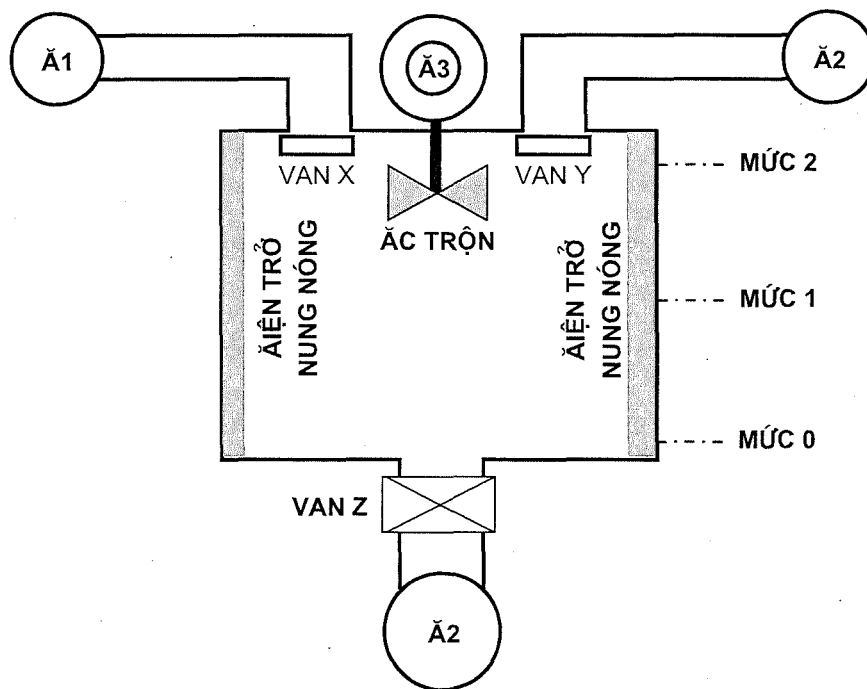 Ă1
Ă3
Ă2
VAN X
VAN Y
MỨC 2
ĂC TRỘN
ĂIỆN TRỞ
NUNG NÓNG
ĂIỆN TRỞ
NUNG NÓNG
MỨC 1
MỨC 0
VAN Z
Ă2